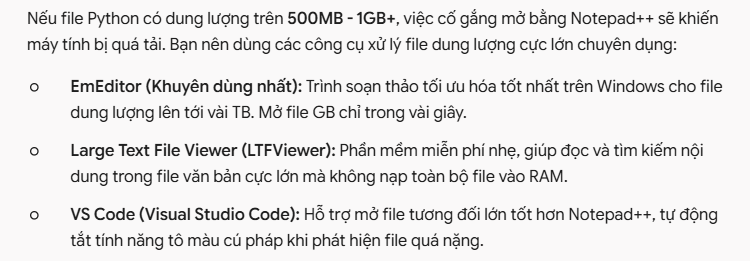 Nếu file Python có dung lượng trên 500MB - 1GB+, việc cố gắng mở bằng Notepad++ sẽ khiến
máy tính bị quá tải. Bạn nên dùng các công cụ xử lý file dung lượng cực lớn chuyên dụng:
○ EmEditor (Khuyên dùng nhất): Trình soạn thảo tối ưu hóa tốt nhất trên Windows cho file
dung lượng lên tới vài TB. Mở file GB chỉ trong vài giây.
○ Large Text File Viewer (LTFViewer): Phần mềm miễn phí nhẹ, giúp đọc và tìm kiếm nội
dung trong file văn bản cực lớn mà không nạp toàn bộ file vào RAM.
○ VS Code (Visual Studio Code): Hỗ trợ mở file tương đối lớn tốt hơn Notepad++, tự động
tắt tính năng tô màu cú pháp khi phát hiện file quá nặng.